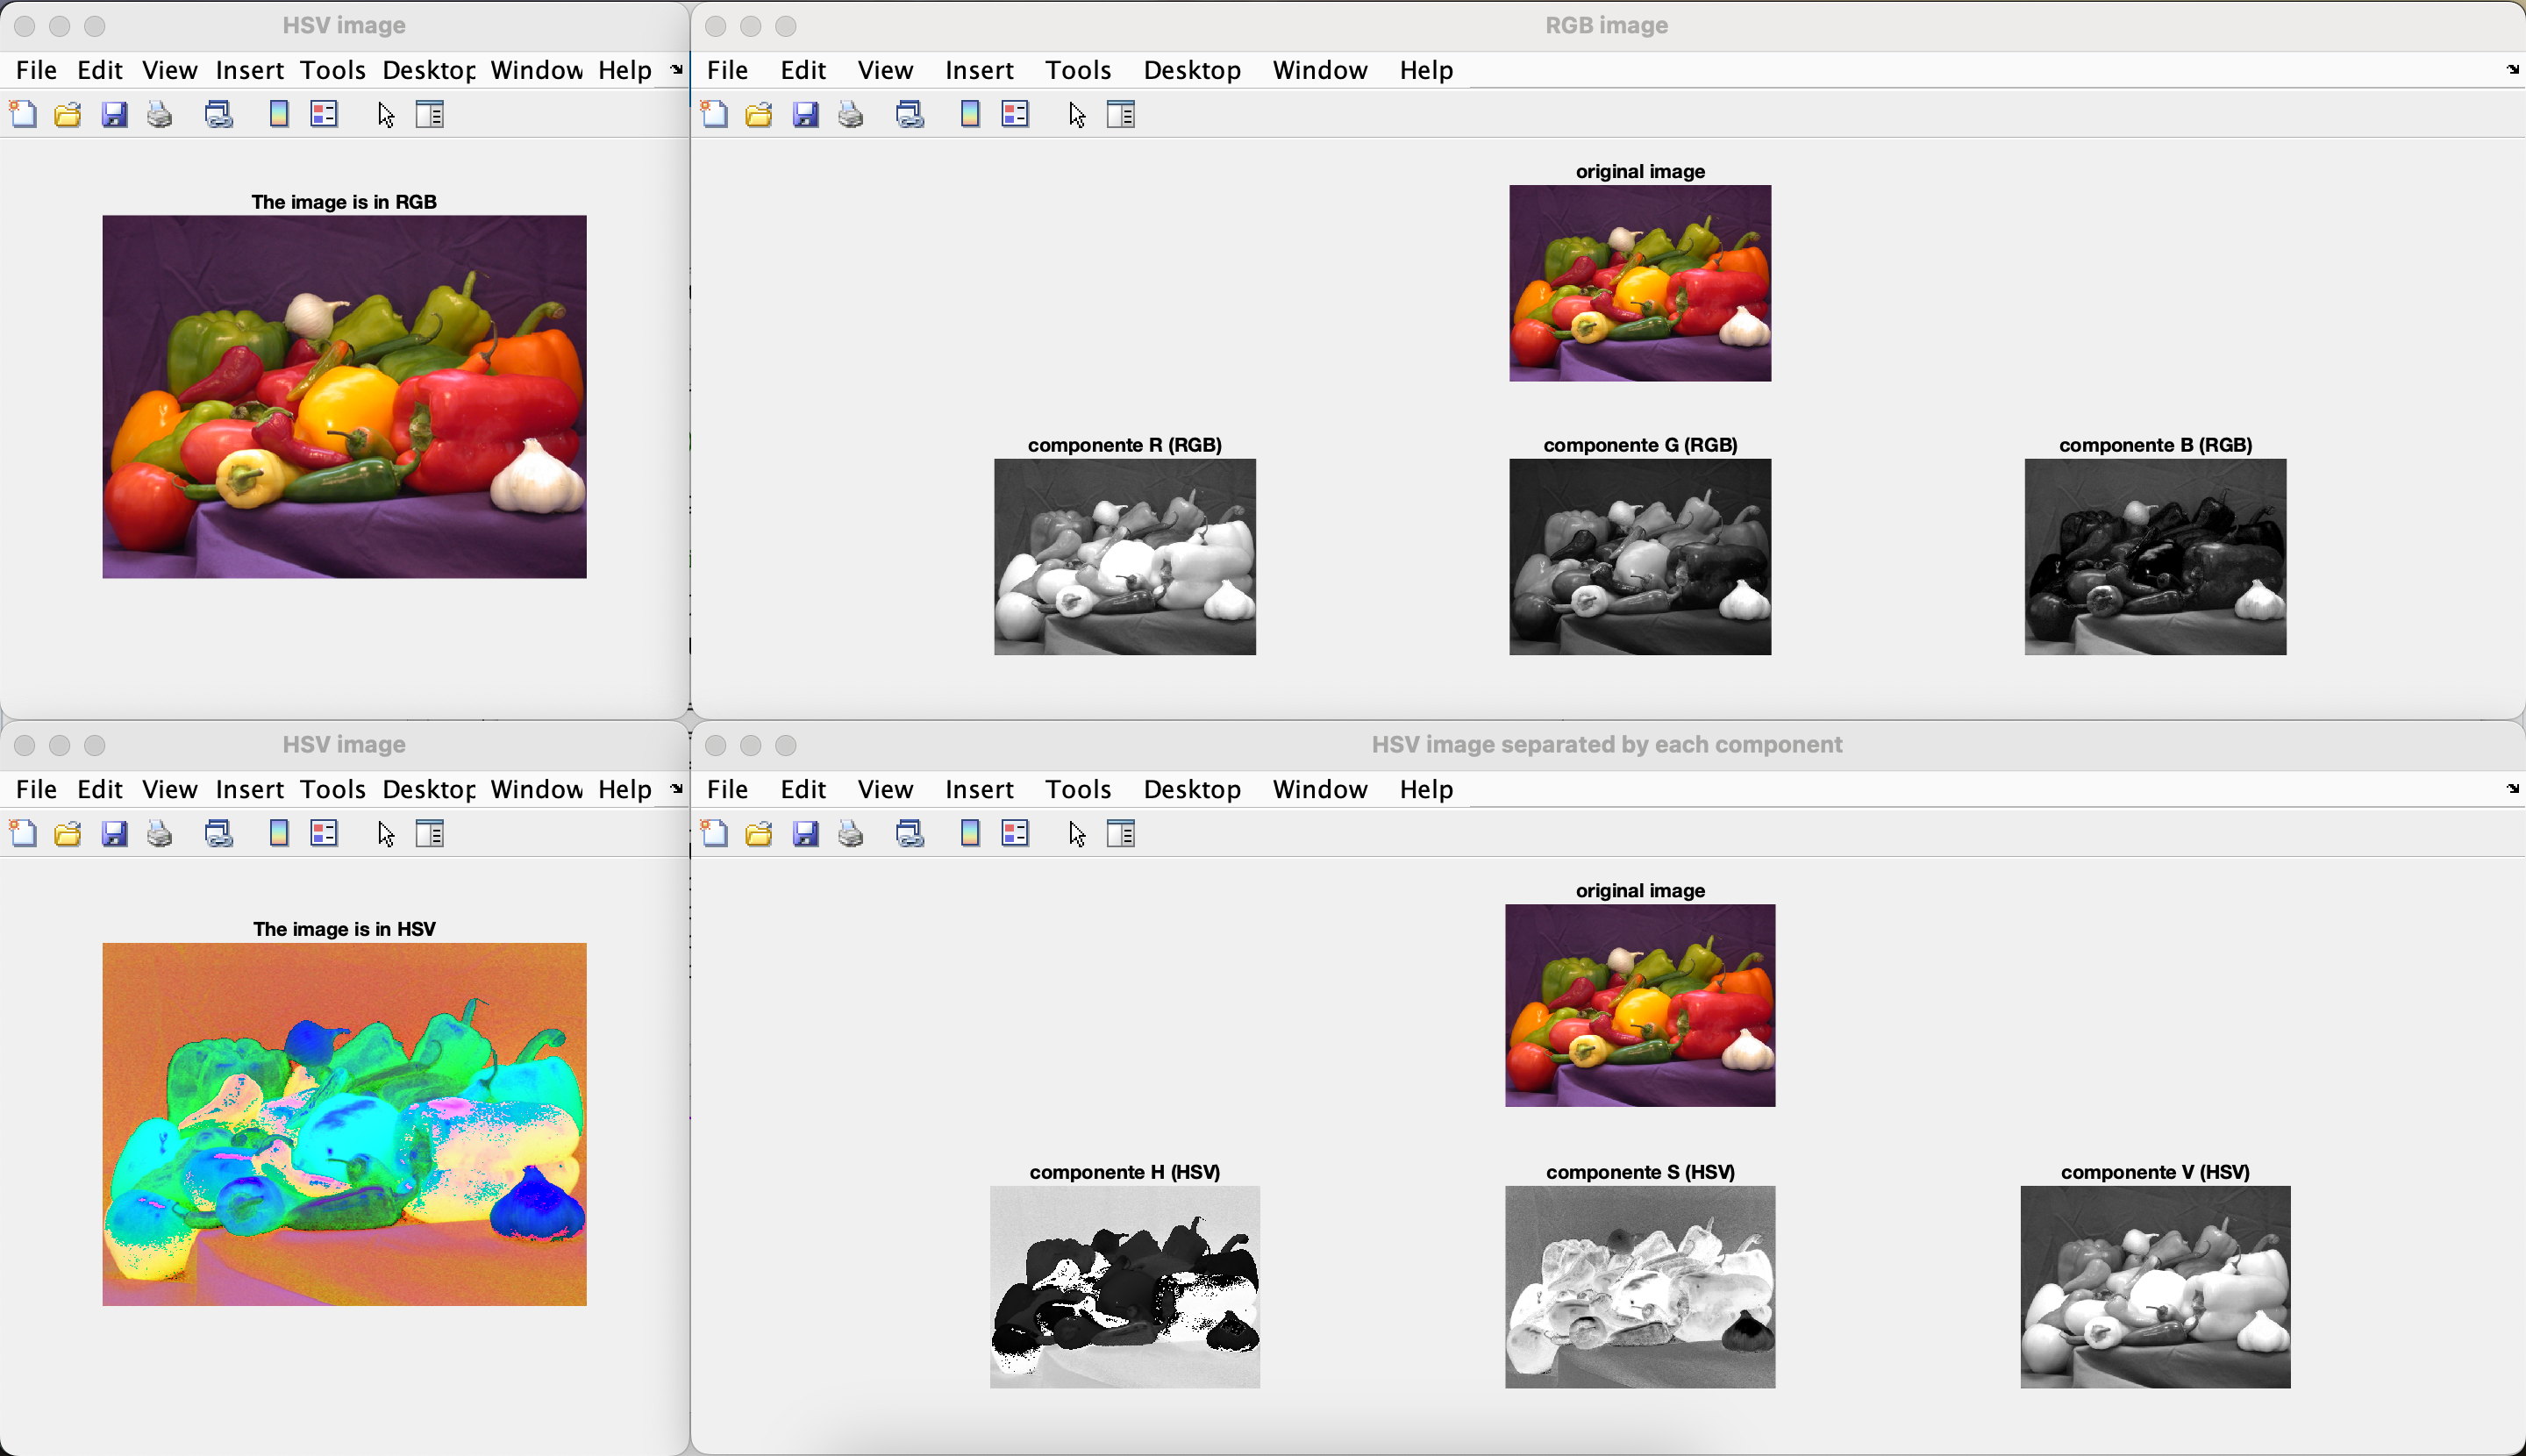 HSV image
File Edit View Insert Tools Desktop Window Help
The image is in RGB
RGB image
File Edit View Insert Tools Desktop Window Help
original image
componente R (RGB)
componente G (RGB)
componente B (RGB)
HSV image
File Edit View Insert Tools Desktop Window Help
The image is in HSV
HSV image separated by each component
File Edit View Insert Tools Desktop Window Help
original image
componente H (HSV)
componente S (HSV)
componente V (HSV)